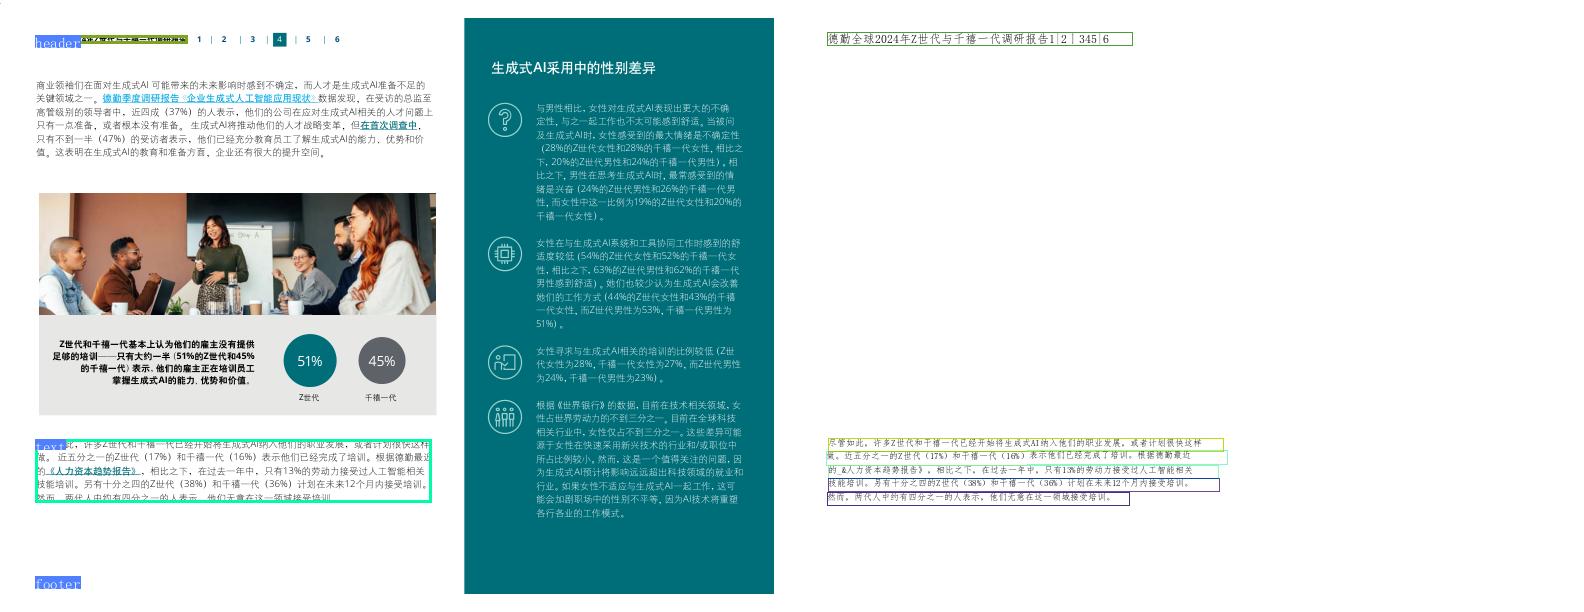 header
1 | 2 | 3 | 4 | 5 | 6
商业领袖们在面对生成式AI 可能带来的未来影响时感到不确定，而人才是生成式AI准备不足的
关键领域之一。德勤季度调研报告《企业生成式人工智能应用现状》数据发现，在受访的总监至
高管级别的领导者中，近四成（37%）的人表示，他们的公司在应对生成式AI相关的人才问题上
只有一点准备，或者根本没有准备。 生成式AI将推动他们的人才战略变革，但在首次调查中，
只有不到一半（47%）的受访者表示，他们已经充分教育员工了解生成式AI的能力、优势和价
值。这表明在生成式AI的教育和准备方面，企业还有很大的提升空间。
Z世代和千禧一代基本上认为他们的雇主没有提供
足够的培训——只有大约一半（51%的Z世代和45%
的千禧一代）表示，他们的雇主正在培训员工
掌握生成式AI的能力、优势和价值。
51%
45%
Z世代
千禧一代
text
比，许多Z世代和千禧一代已经开始将生成式AI纳入他们的职业发展，或者计划很快这样
做。 近五分之一的Z世代（17%）和千禧一代（16%）表示他们已经完成了培训。根据德勤最近
的《人力资本趋势报告》，相比之下，在过去一年中，只有13%的劳动力接受过人工智能相关
技能培训。另有十分之四的Z世代（38%）和千禧一代（36%）计划在未来12个月内接受培训。
然而，两代人中约有四分之一的人表示，他们无意在这一领域接受培训
footer
生成式AI采用中的性别差异
与男性相比，女性对生成式AI表现出更大的不确
定性，与之一起工作也不太可能感到舒适。当被问
及生成式AI时，女性感受到的最大情绪是不确定性
（28%的Z世代女性和28%的千禧一代女性，相比之
下，20%的Z世代男性和24%的千禧一代男性）。相
比之下，男性在思考生成式AI时，最常感受到的情
绪是兴奋（24%的Z世代男性和26%的千禧一代男
性，而女性中这一比例为19%的Z世代女性和20%的
千禧一代女性）。
女性在与生成式AI系统和工具协同工作时感到的舒
适度较低（54%的Z世代女性和52%的千禧一代女
性，相比之下，63%的Z世代男性和62%的千禧一代
男性感到舒适）。她们也较少认为生成式AI会改善
她们的工作方式（44%的Z世代女性和43%的千禧
一代女性，而Z世代男性为53%，千禧一代男性为
51%）。
女性寻求与生成式AI相关的培训的比例较低（Z世
代女性为28%，千禧一代女性为27%，而Z世代男性
为24%，千禧一代男性为23%）。
根据《世界银行》的数据，目前在技术相关领域，女
性占世界劳动力的不到三分之一。目前在全球科技
相关行业中，女性仅占不到三分之一。这些差异可能
源于女性在快速采用新兴技术的行业和/或职位中
所占比例较小。然而，这是一个值得关注的问题，因
为生成式AI预计将影响远远超出科技领域的就业和
行业。如果女性不适应与生成式AI一起工作，这可
能会加剧职场中的性别不平等，因为AI技术将重塑
各行各业的工作模式。
德勤全球2024年Z世代与千禧一代调研报告1|2 | 345|6
尽管如此，许多Z世代和千禧一代已经开始将生成式AI纳入他们的职业发展，或者计划很快这样
做。近五分之一的Z世代（17%）和千禧一代（16%）表示他们已经完成了培训。根据德勤最近
的_&人力资本趋势报告》，相比之下，在过去一年中，只有13%的劳动力接受过人工智能相关
技能培训。另有十分之四的Z世代（38%）和千禧一代（36%）计划在未来12个月内接受培训。
然而，两代人中约有四分之一的人表示，他们无意在这一领域接受培训。